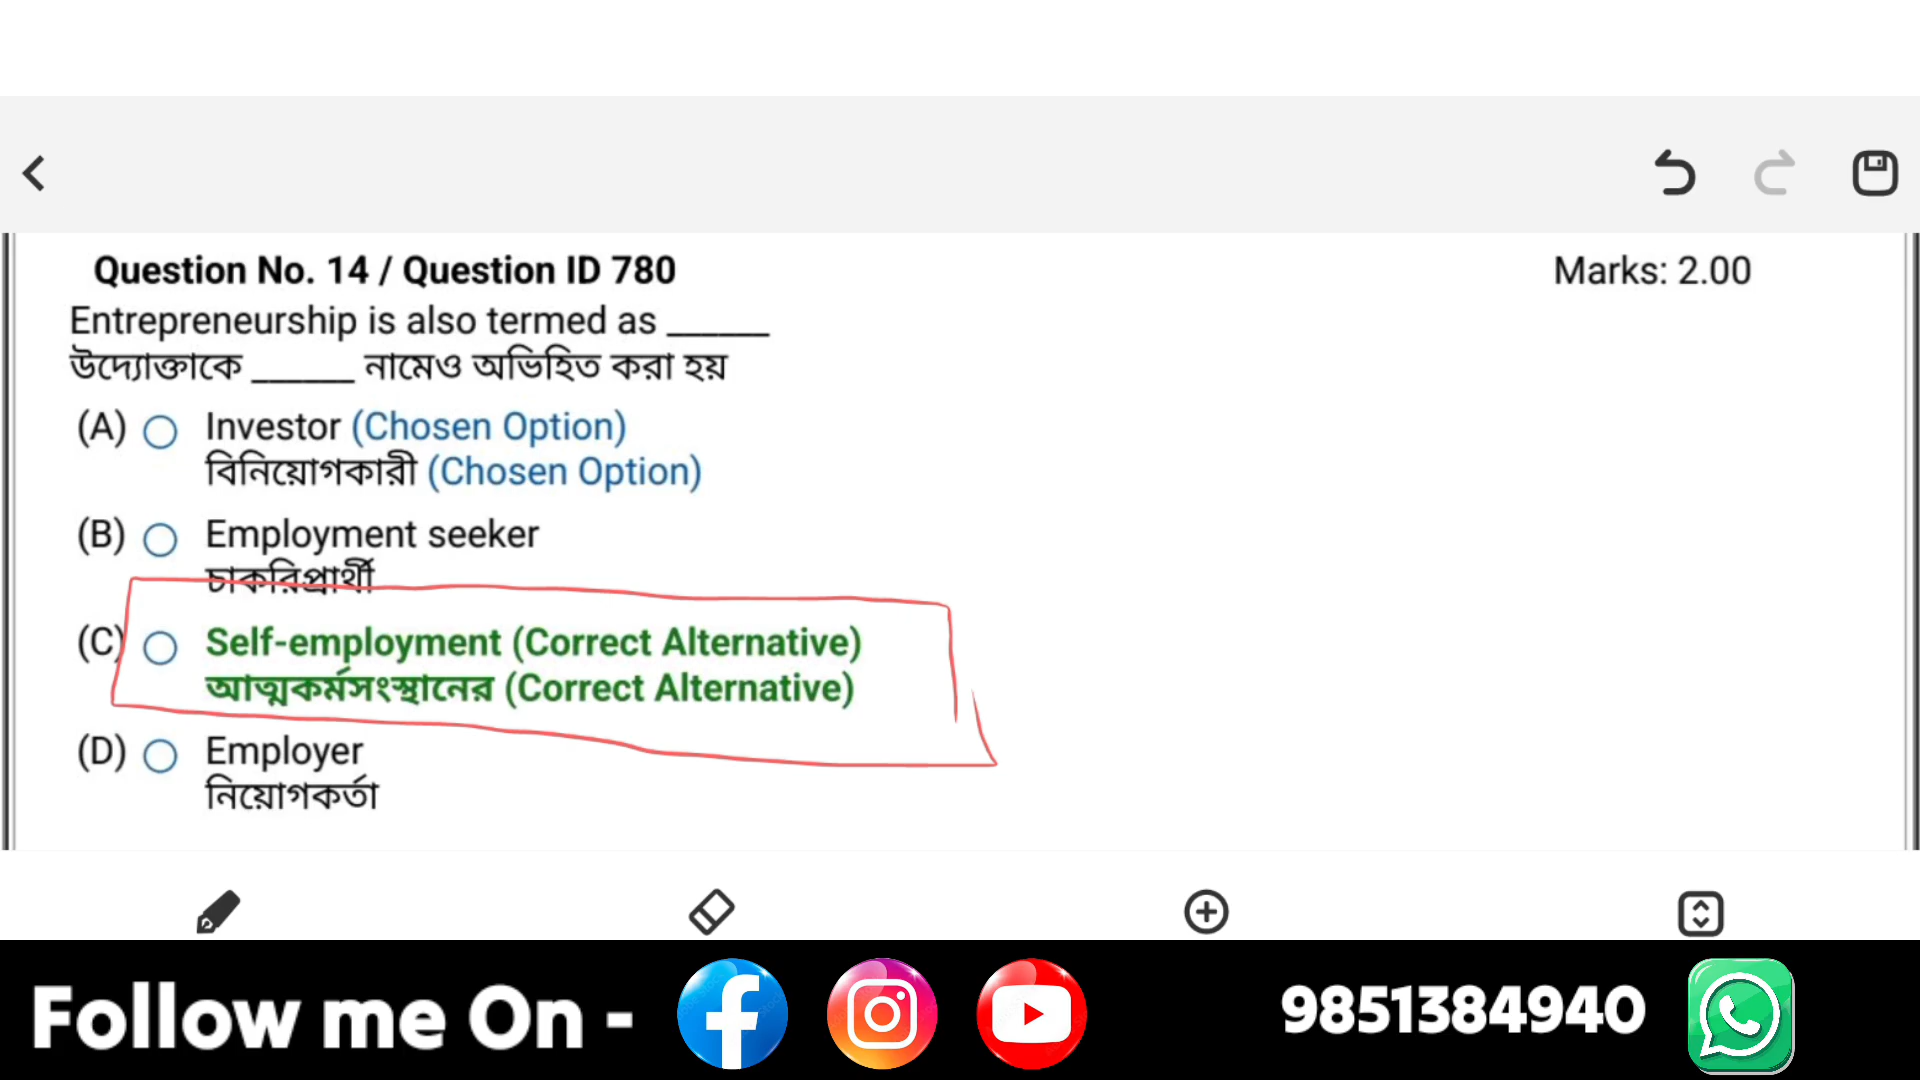 Question No. 14 / Question ID 780
Marks: 2.00
Entrepreneurship is also termed as ______
উদ্যোক্তাকে ______ নামেও অভিহিত করা হয়
(A) Investor (Chosen Option)
বিনিয়োগকারী (Chosen Option)
(B) Employment seeker
চাকরিপ্রার্থী
(C) Self-employment (Correct Alternative)
আত্মকর্মসংস্থানের (Correct Alternative)
(D) Employer
নিয়োগকর্তা
Follow me On - 9851384940